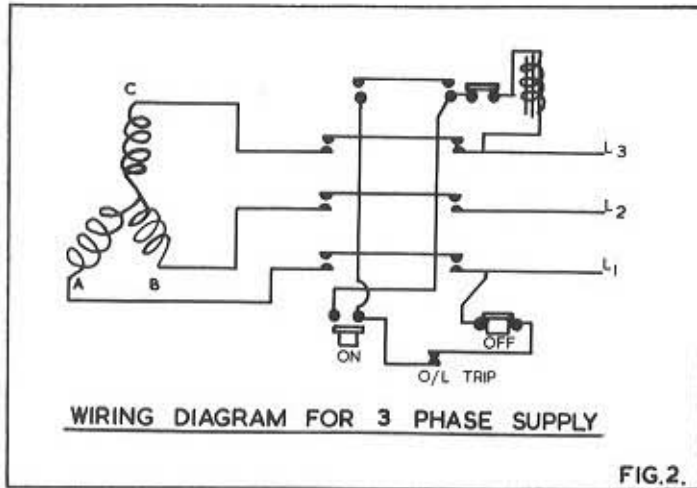 C
L3
L2
A
B
L1
ON
OFF
O/L TRIP
WIRING DIAGRAM FOR 3 PHASE SUPPLY
FIG.2.